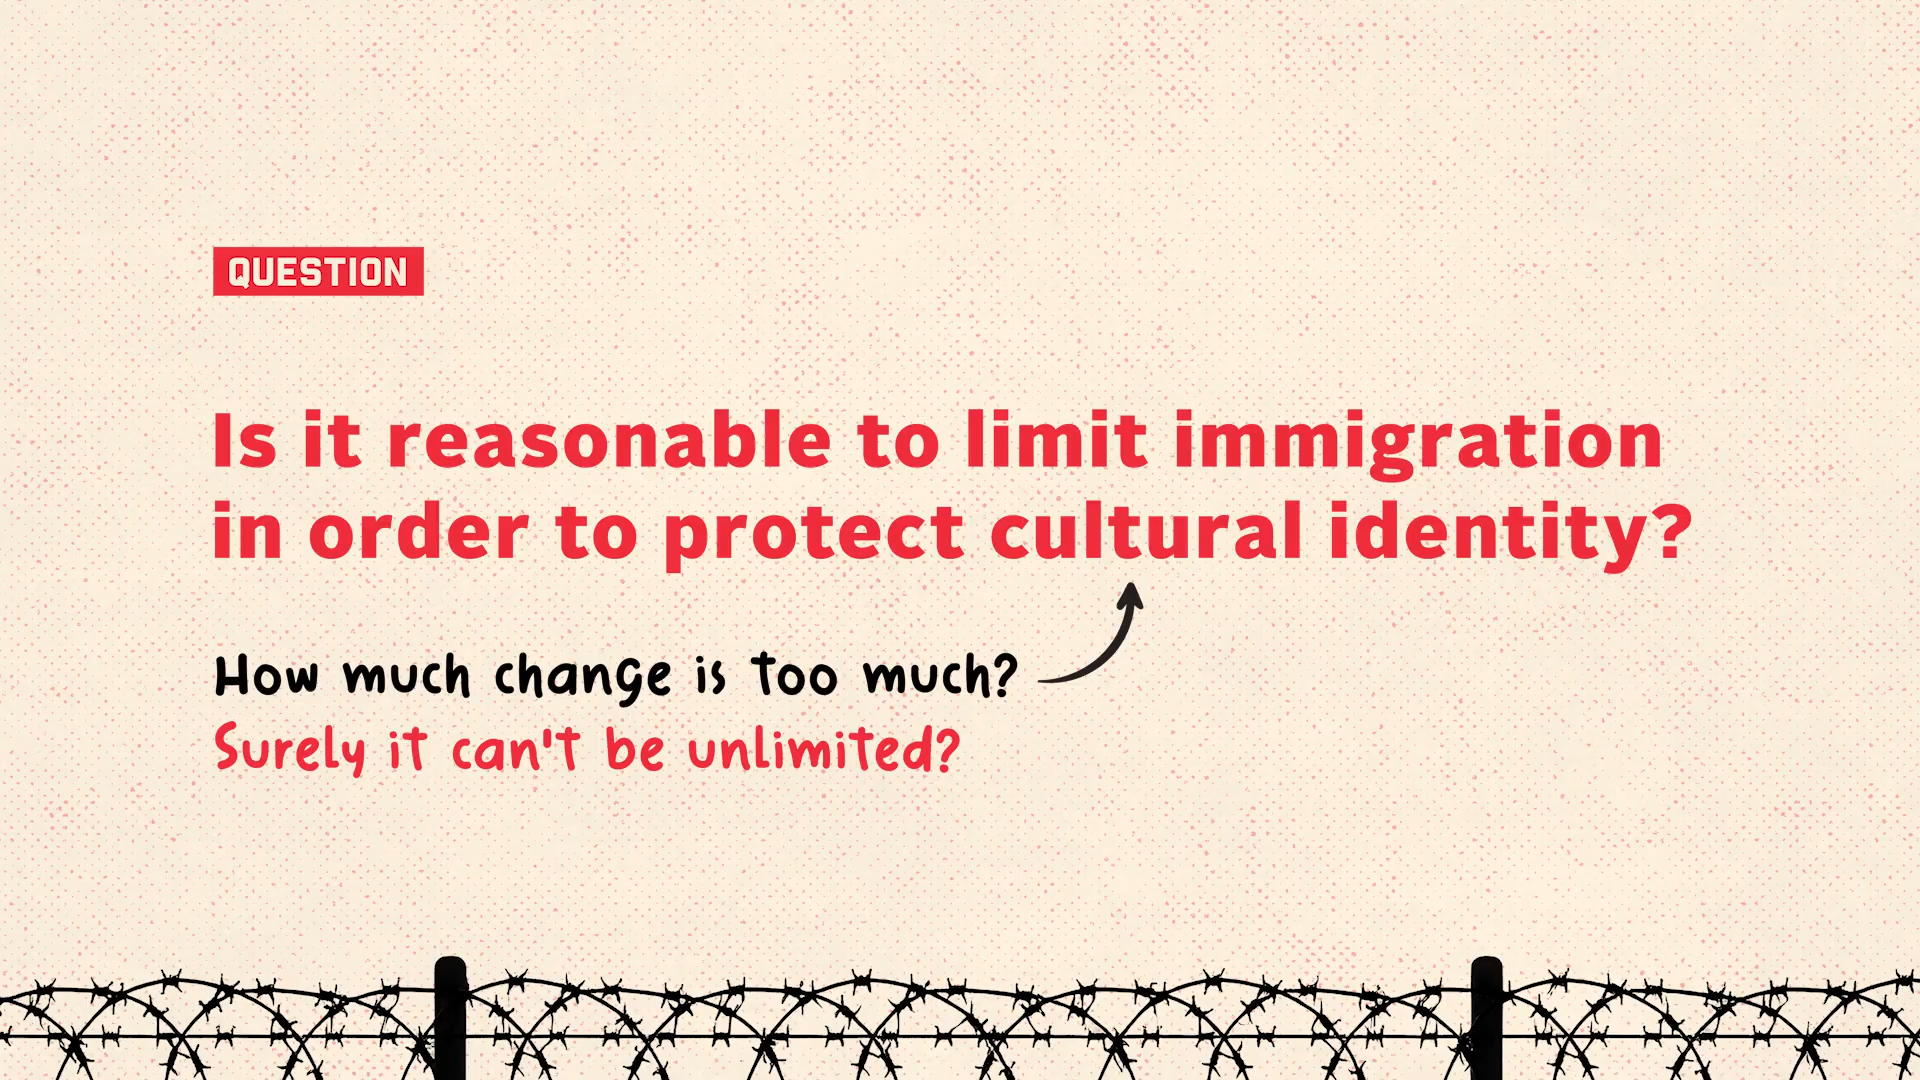 QUESTION
Is it reasonable to limit immigration
in order to protect cultural identity?
How much change is too much?
Surely it can't be unlimited?